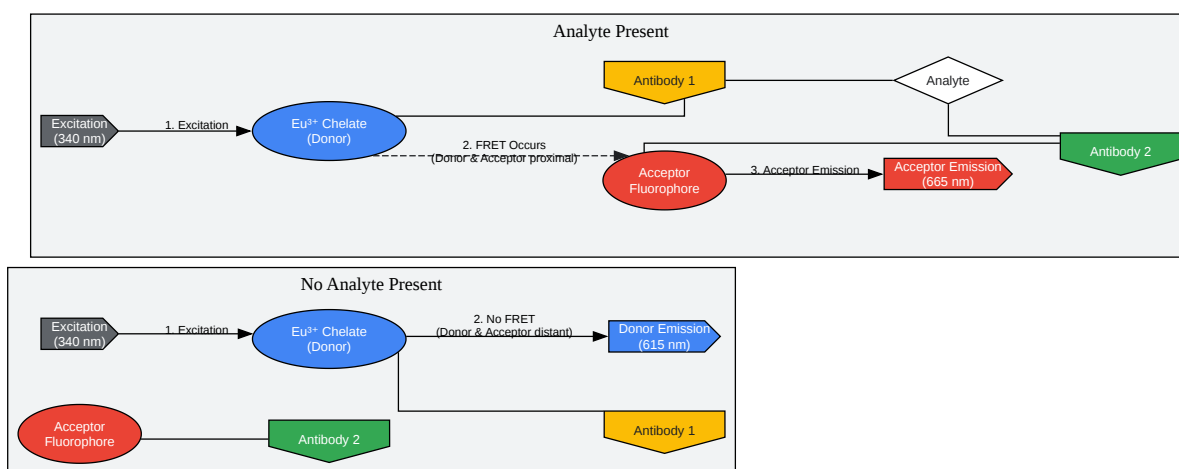 Analyte Present
Antibody 1
Analyte
Excitation
(340 nm)
1. Excitation
Eu³⁺ Chelate
(Donor)
2. FRET Occurs
(Donor & Acceptor proximal)
Antibody 2
Acceptor
Fluorophore
3. Acceptor Emission
Acceptor Emission
(665 nm)
No Analyte Present
Excitation
(340 nm)
1. Excitation
Eu³⁺ Chelate
(Donor)
2. No FRET
(Donor & Acceptor distant)
Donor Emission
(615 nm)
Acceptor
Fluorophore
Antibody 2
Antibody 1